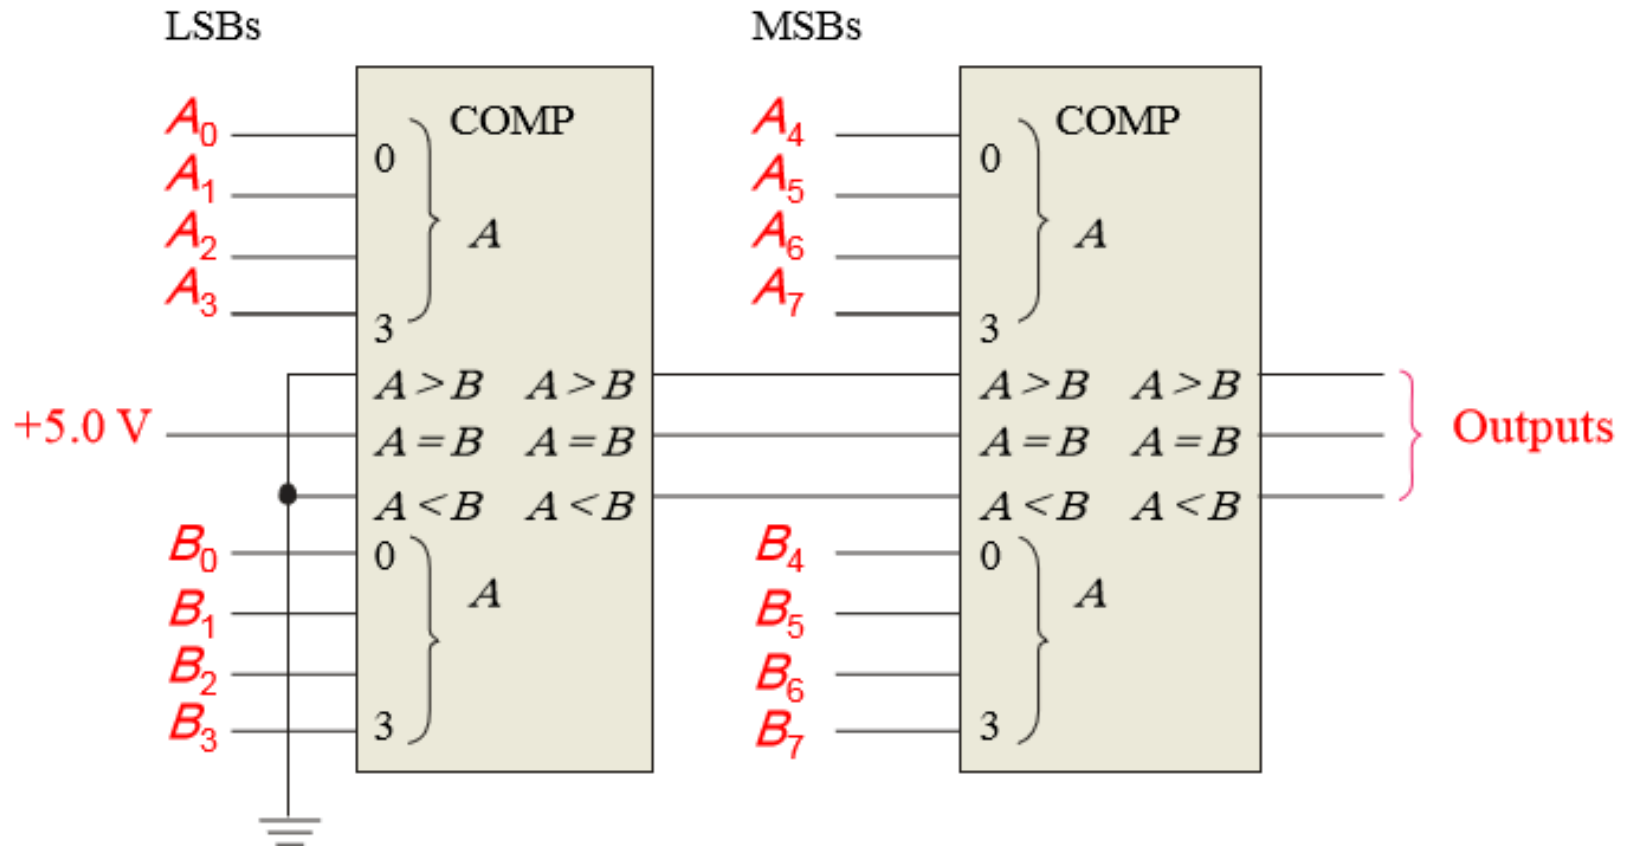 LSBs MSBs
COMP COMP
A0 A4
0 0
A1 A5
A2 A A6 A
A3 A7
3 3
A > B A > B A > B A > B
+5.0 V A = B A = B A = B A = B Outputs
A < B A < B A < B A < B
B0 0 B4 0
A A
B1 B5
B2 B6
B3 3 B7 3